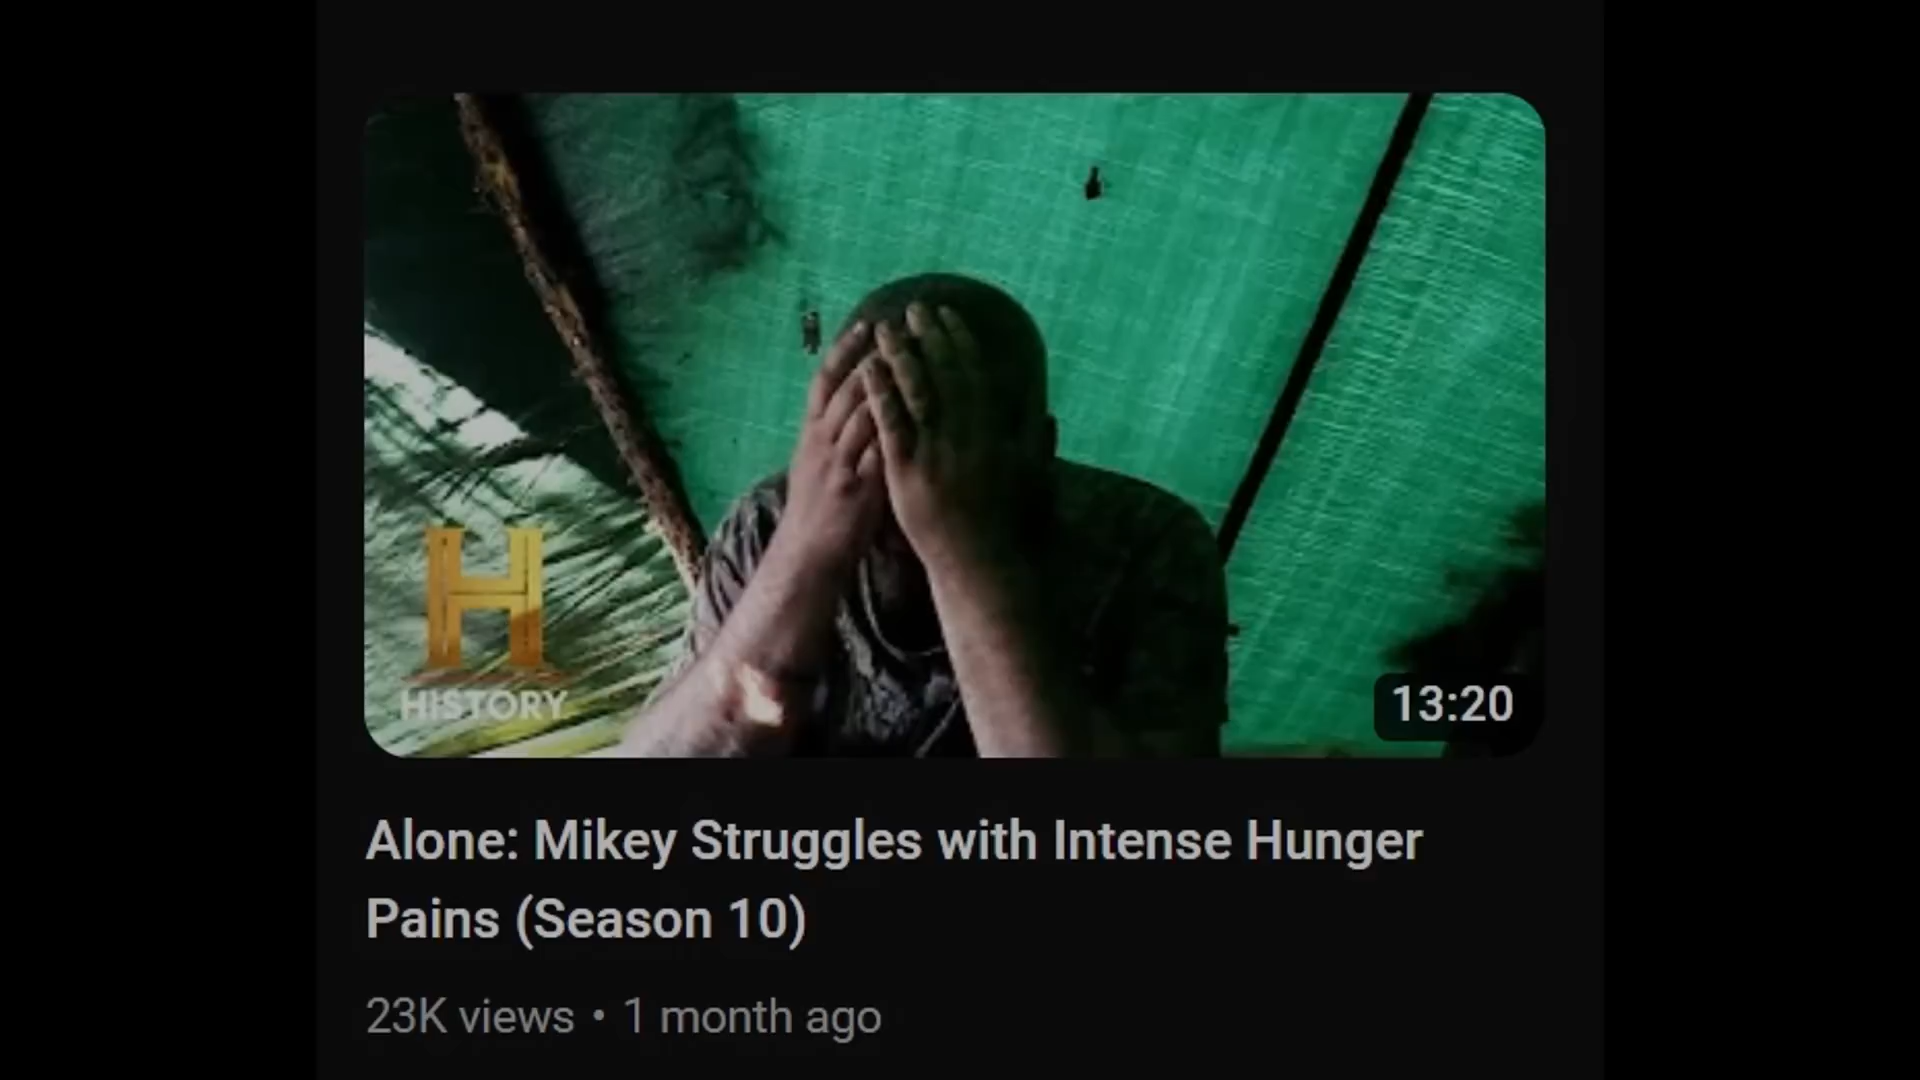 H
HISTORY
13:20
Alone: Mikey Struggles with Intense Hunger
Pains (Season 10)
23K views • 1 month ago